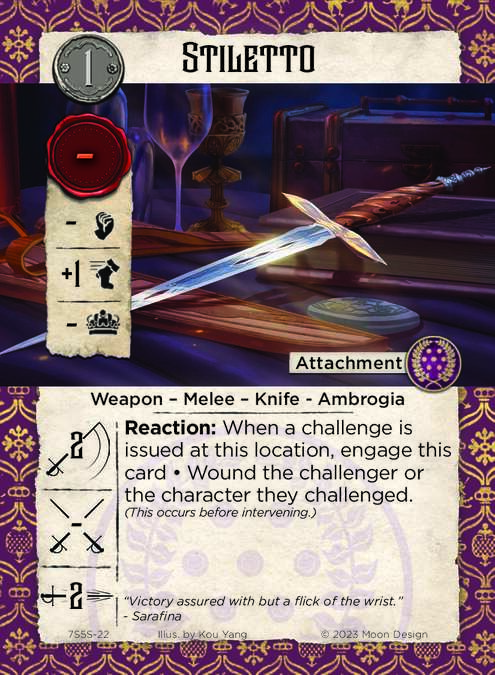 1
STILETTO
-
-
+1
-
Attachment
Weapon – Melee – Knife - Ambrogia
2
-
2
Reaction: When a challenge is
issued at this location, engage this
card • Wound the challenger or
the character they challenged.
(This occurs before intervening.)
"Victory assured with but a flick of the wrist."
- Sarafina
7S5S-22 Illus. by Kou Yang © 2023 Moon Design